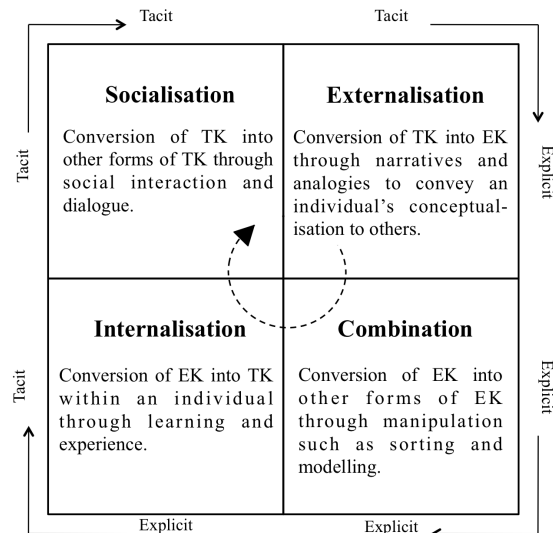 Tacit
Tacit
Tacit
Explicit
Socialisation
Conversion of TK into
other forms of TK through
social interaction and
dialogue.
Externalisation
Conversion of TK into EK
through narratives and
analogies to convey an
individual's conceptual-
isation to others.
Internalisation
Conversion of EK into TK
within an individual
through learning and
experience.
Combination
Conversion of EK into
other forms of EK
through manipulation
such as sorting and
modelling.
Tacit
Explicit
Explicit
Explicit